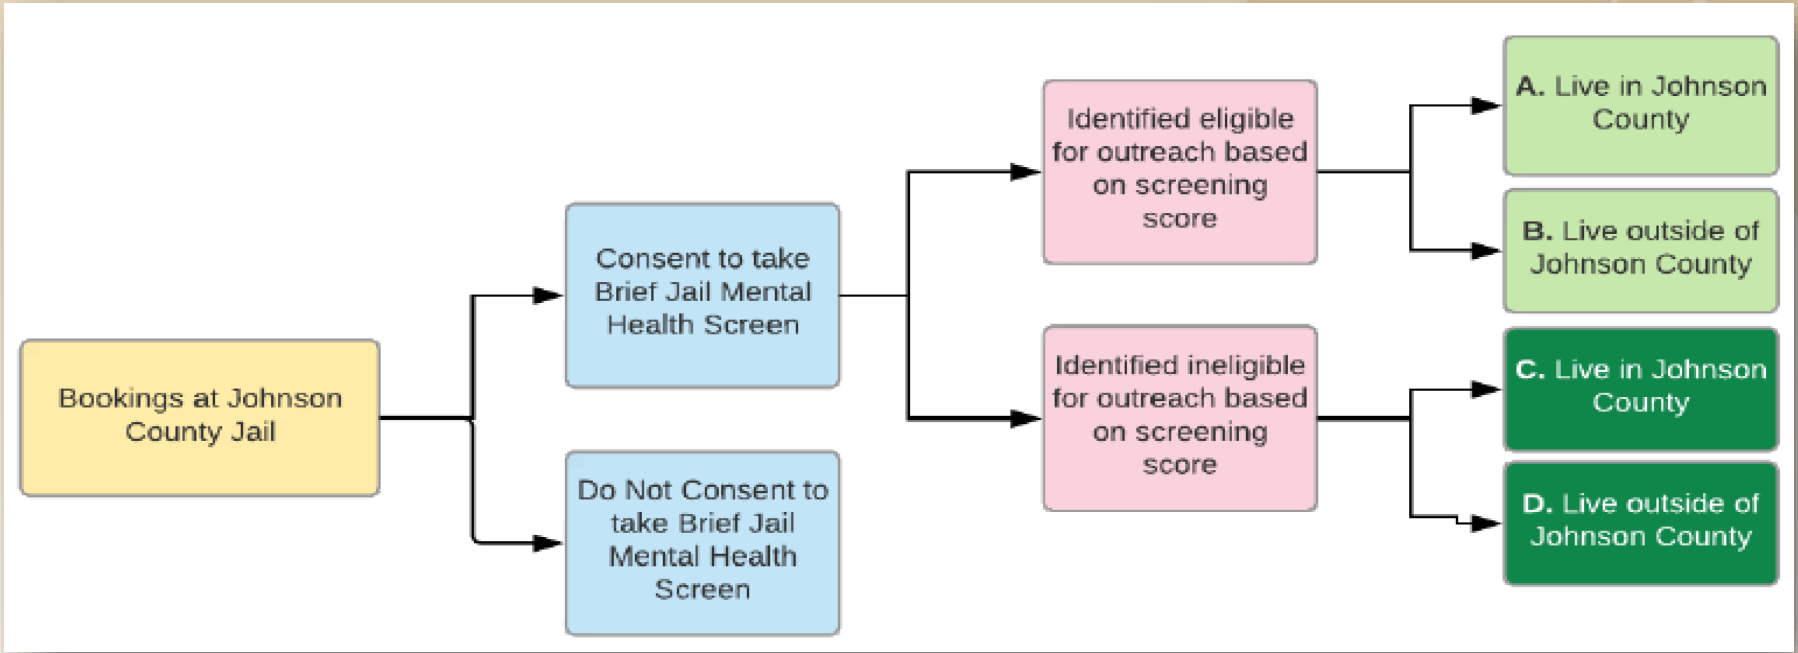 Bookings at Johnson
County Jail
Consent to take
Brief Jail Mental
Health Screen
Do Not Consent to
take Brief Jail
Mental Health
Screen
Identified eligible
for outreach based
on screening
score
Identified ineligible
for outreach based
on screening
score
A. Live in Johnson
County
B. Live outside of
Johnson County
C. Live in Johnson
County
D. Live outside of
Johnson County